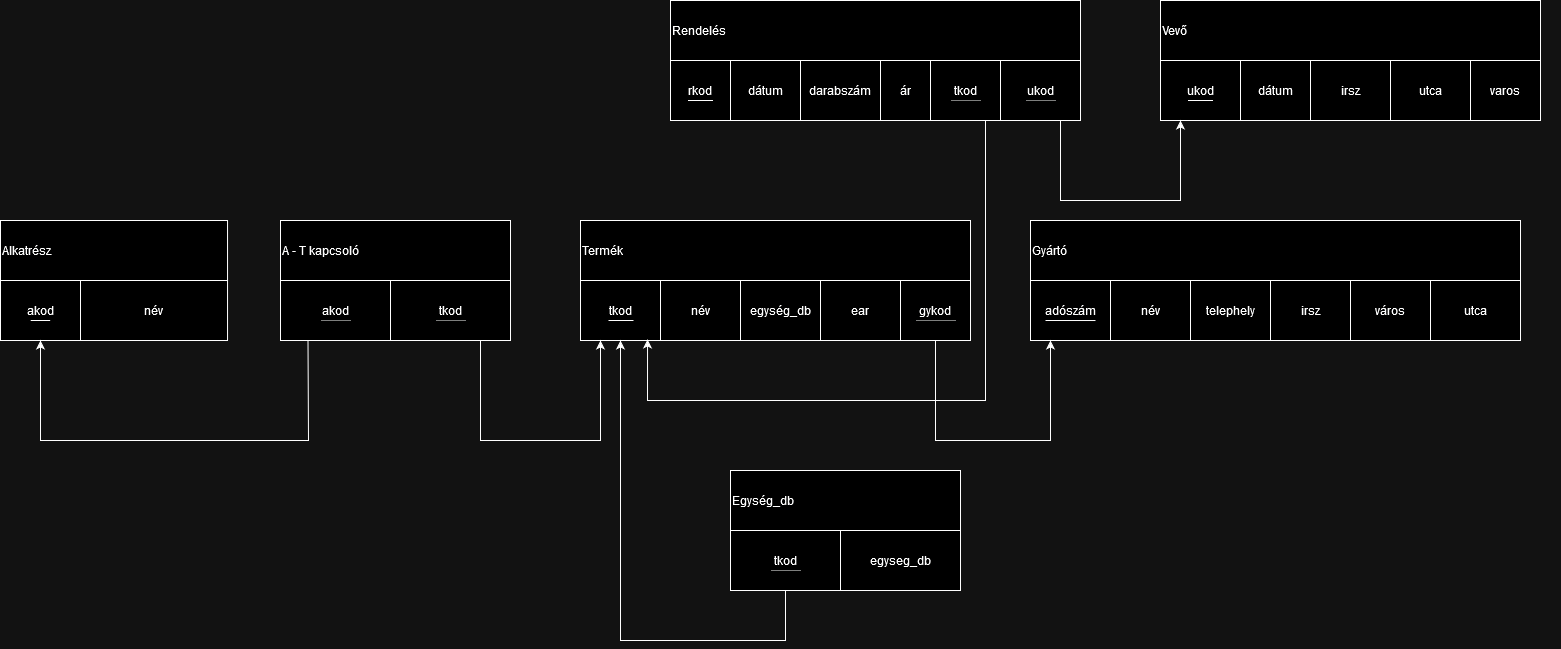 Rendelés
rkod dátum darabszám ár tkod ukod
Vevő
ukod dátum irsz utca varos
Alkatrész
akod név
A - T kapcsoló
akod tkod
Termék
tkod név egység_db ear gykod
Gyártó
adószám név telephely irsz város utca
Egység_db
tkod egyseg_db